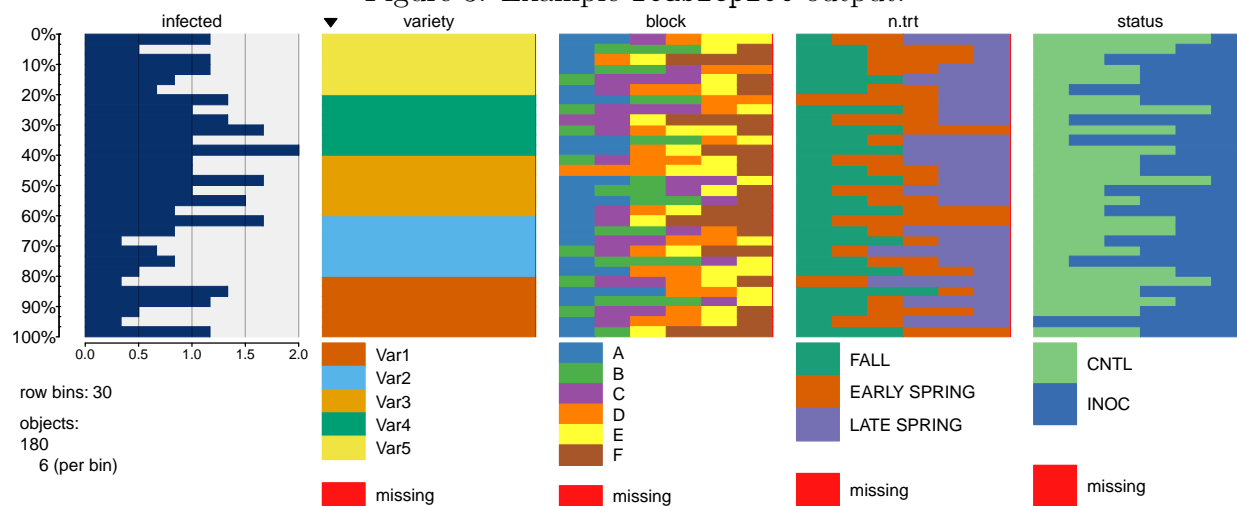 infected variety block n.trt status
0%
10%
20%
30%
40%
50%
60%
70%
80%
90%
100%
0.0 0.5 1.0 1.5 2.0
row bins: 30
objects:
180
6 (per bin)
Var1
Var2
Var3
Var4
Var5
missing
A
B
C
D
E
F
missing
FALL
EARLY SPRING
LATE SPRING
missing
CNTL
INOC
missing